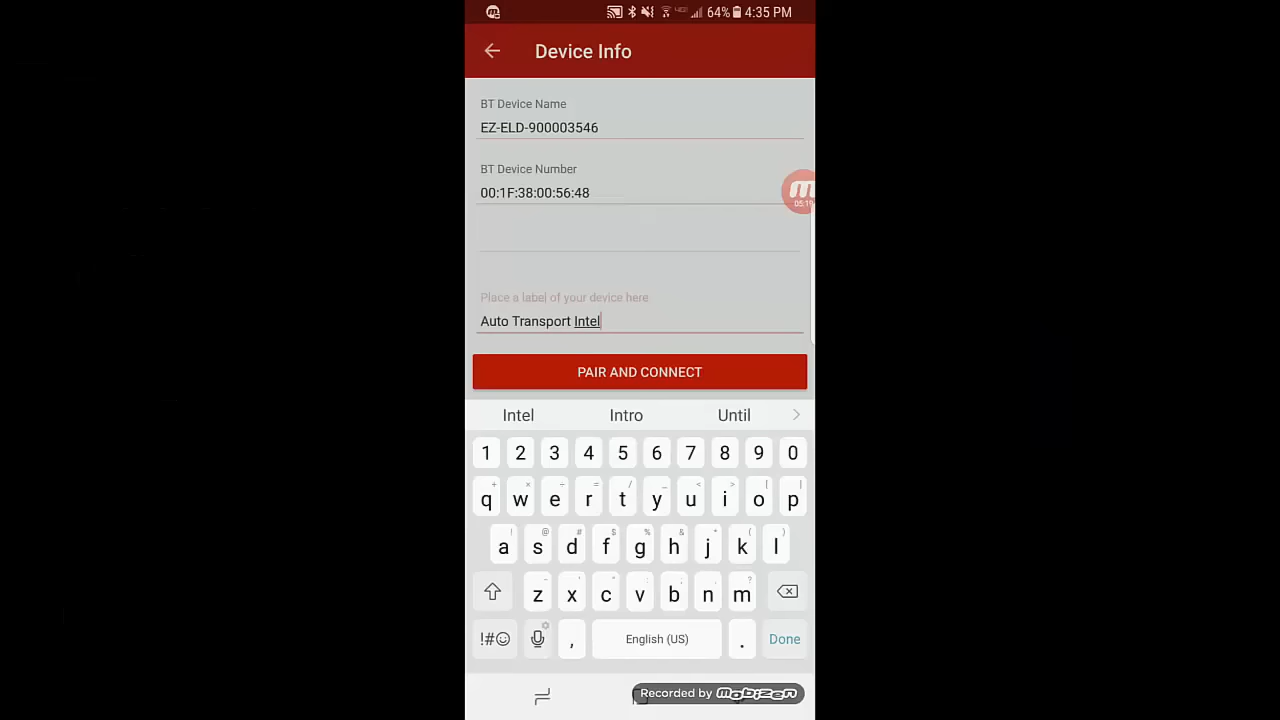 64% 4:35 PM
Device Info
BT Device Name
EZ-ELD-900003546
BT Device Number
00:1F:38:00:56:48
Place a label of your device here
Auto Transport Intel
PAIR AND CONNECT
Intel Intro Until
1 2 3 4 5 6 7 8 9 0
q w e r t y u i o p
a s d f g h j k l
z x c v b n m
!#☺ , English (US) . Done
Recorded by mobizen